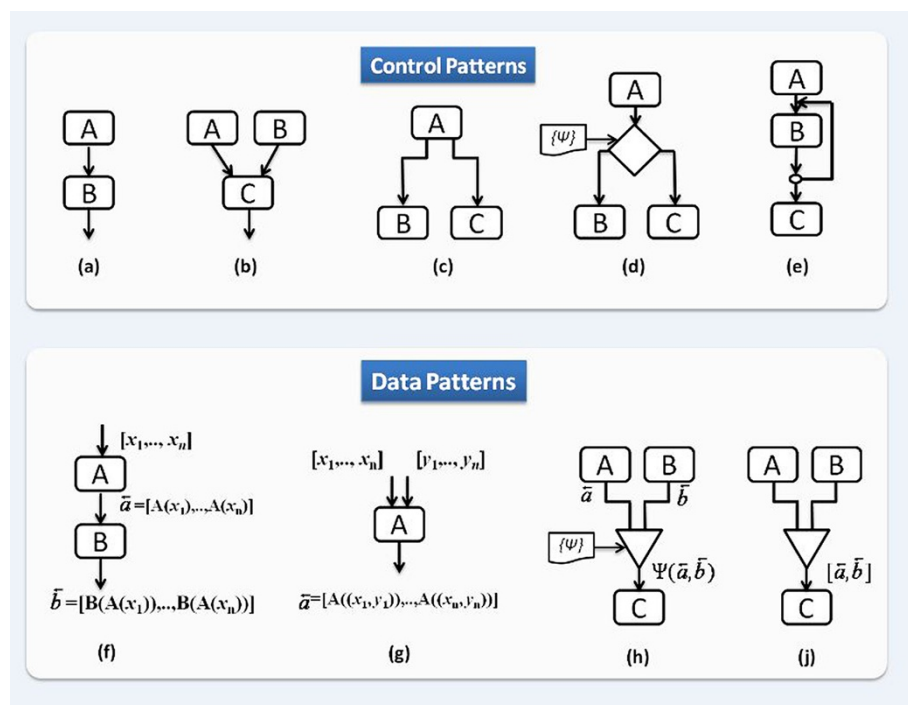 Control Patterns
A
B
(a)
A B
C
(b)
A
B C
(c)
A
{Ψ}
B C
(d)
A
B
C
(e)
Data Patterns
[x₁,.., xₙ]
A
ā=[A(x₁),..,A(xₙ)]
B
b̄=[B(A(x₁)),..,B(A(xₙ))]
(f)
[x₁,.., xₙ] [y₁,.., yₙ]
A
ā=[A((x₁,y₁)),..,A((xₙ,yₙ))]
(g)
A B
ā b̄
{Ψ}
Ψ(ā,b̄)
C
(h)
A B
[ā,b̄]
C
(j)